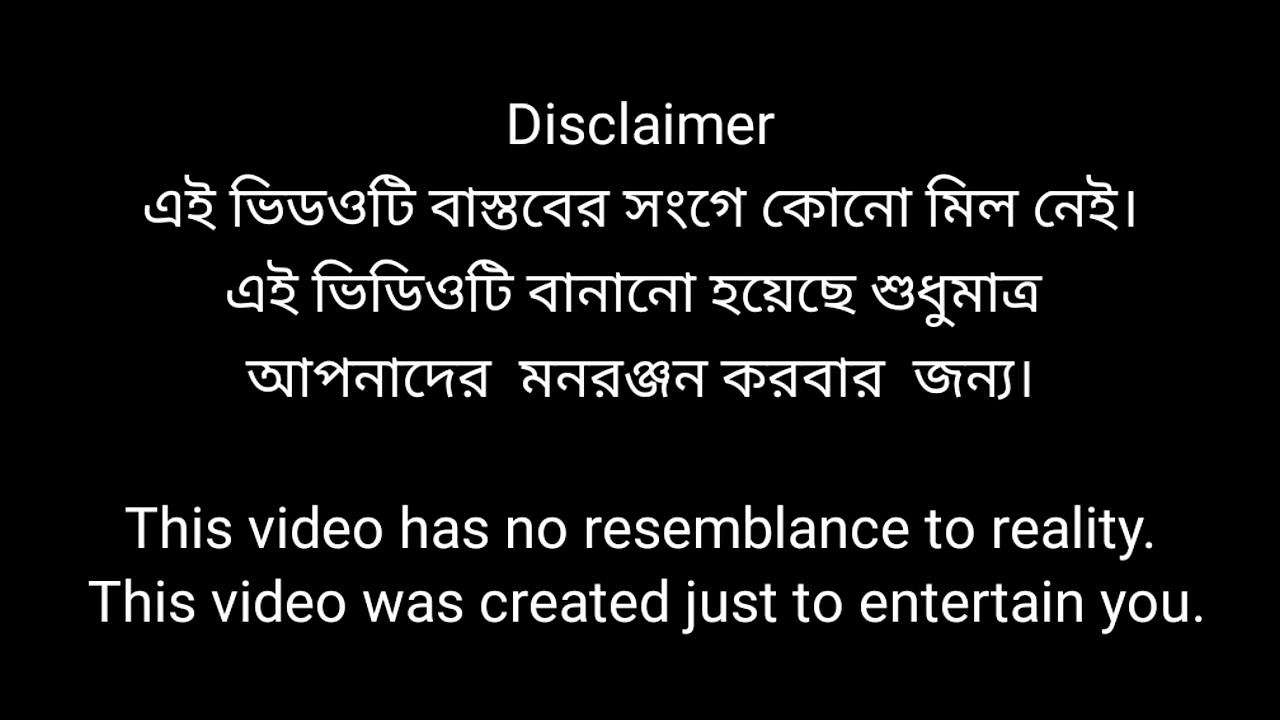 Disclaimer
এই ভিডওটি বাস্তবের সংগে কোনো মিল নেই।
এই ভিডিওটি বানানো হয়েছে শুধুমাত্র
আপনাদের  মনরঞ্জন করবার  জন্য।
This video has no resemblance to reality.
This video was created just to entertain you.